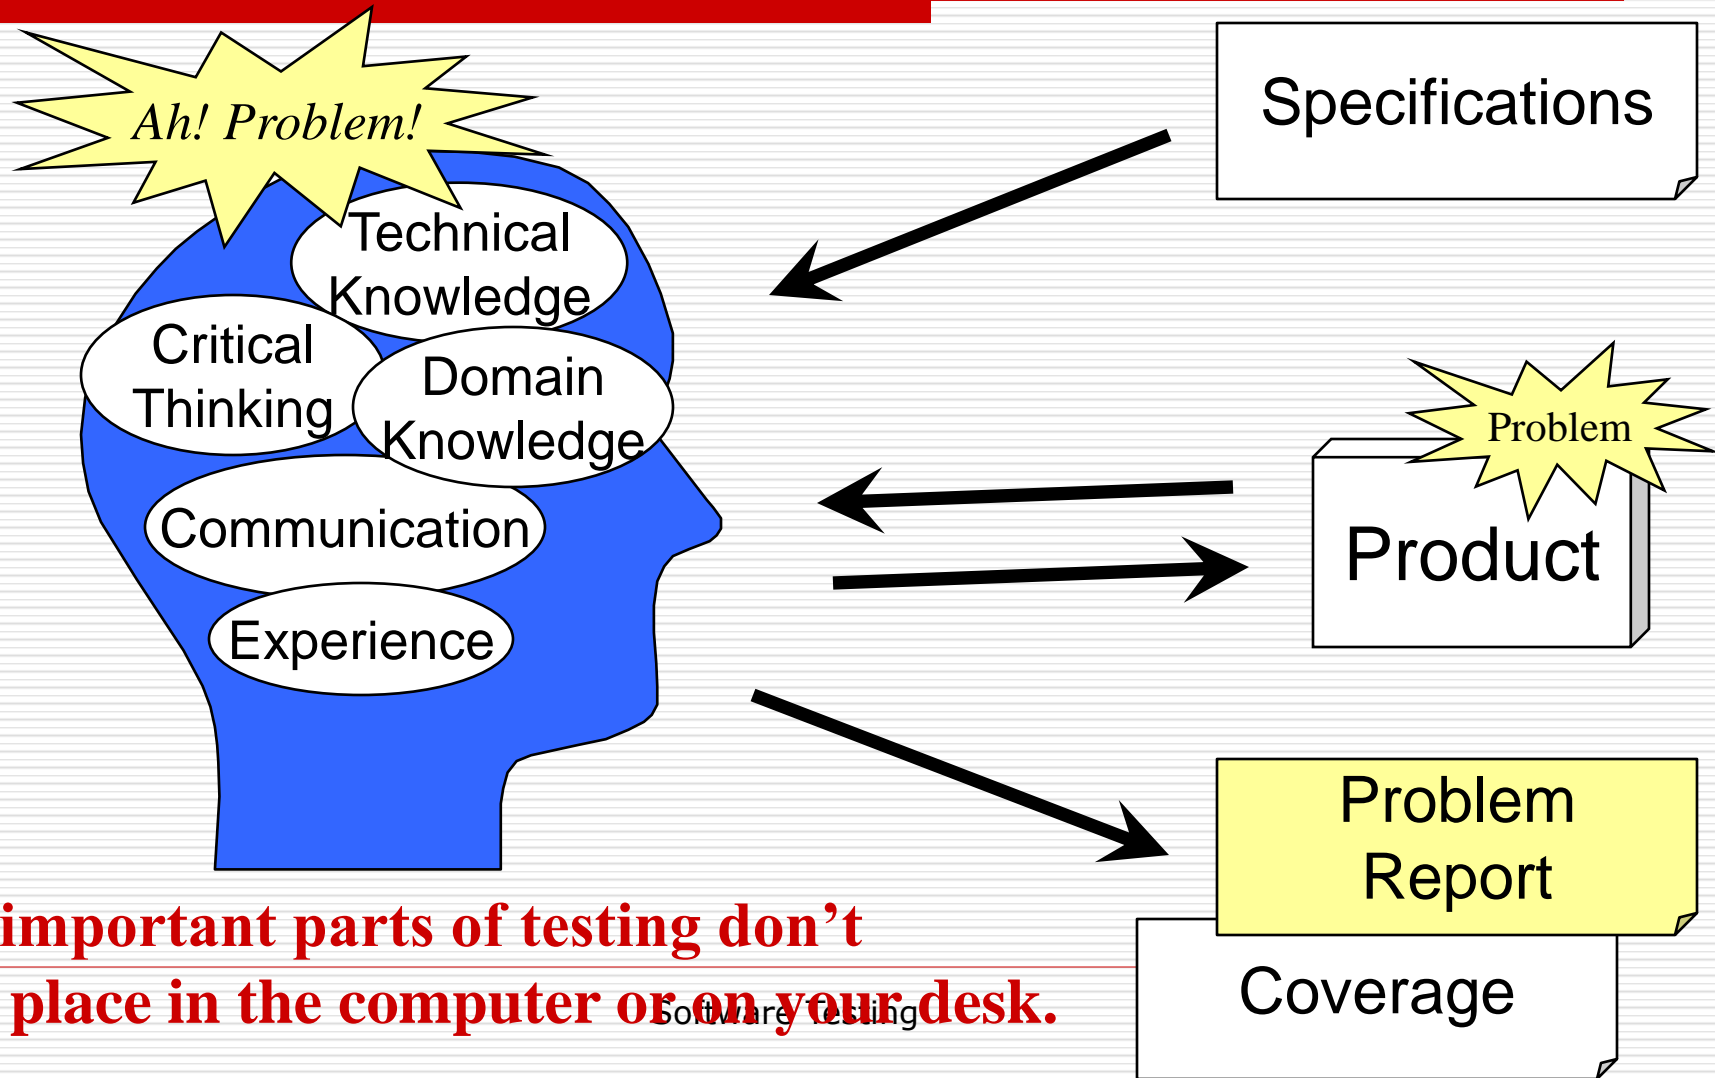 Ah! Problem!
Technical
Knowledge
Critical
Thinking
Domain
Knowledge
Communication
Experience
Specifications
Problem
Product
Problem
Report
Coverage
important parts of testing don’t
place in the computer or on your desk.
Software Testing